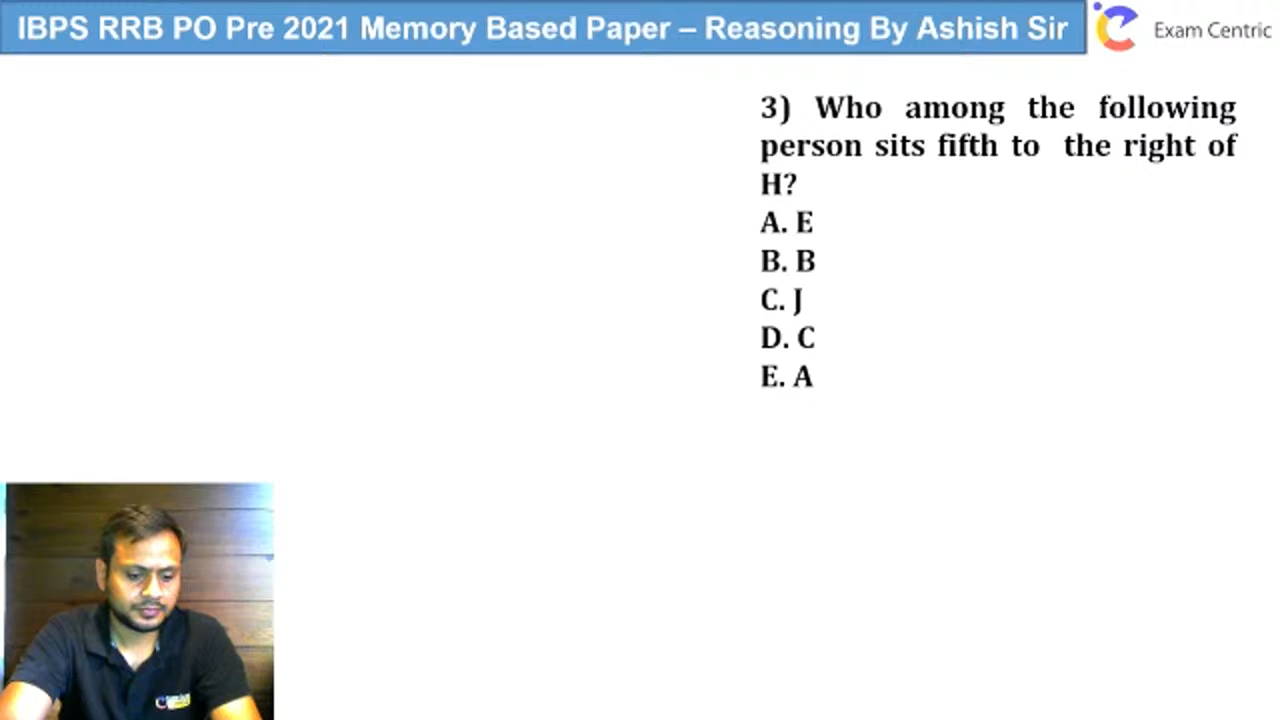 IBPS RRB PO Pre 2021 Memory Based Paper – Reasoning By Ashish Sir
Exam Centric
3) Who among the following
person sits fifth to the right of
H?
A. E
B. B
C. J
D. C
E. A